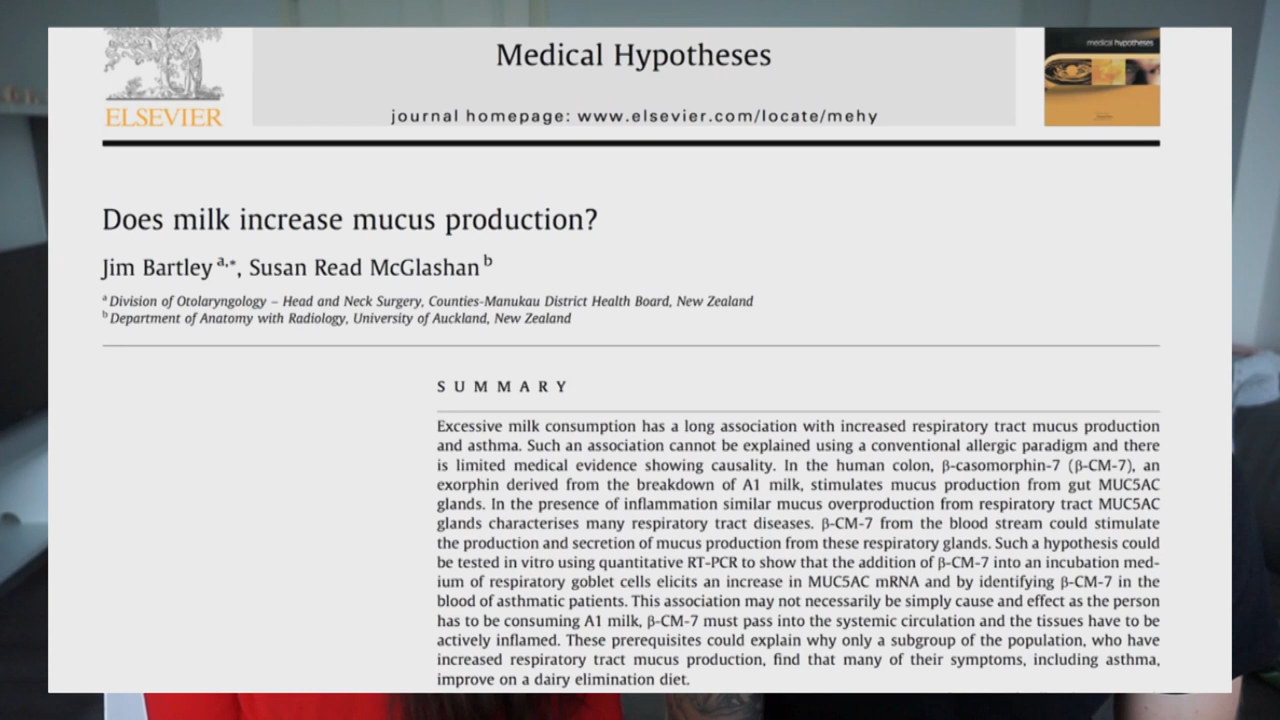 Medical Hypotheses
medical hypotheses
ELSEVIER
journal homepage: www.elsevier.com/locate/mehy
Does milk increase mucus production?
Jim Bartley a,*, Susan Read McGlashan b
a Division of Otolaryngology – Head and Neck Surgery, Counties-Manukau District Health Board, New Zealand
b Department of Anatomy with Radiology, University of Auckland, New Zealand
SUMMARY
Excessive milk consumption has a long association with increased respiratory tract mucus production
and asthma. Such an association cannot be explained using a conventional allergic paradigm and there
is limited medical evidence showing causality. In the human colon, β-casomorphin-7 (β-CM-7), an
exorphin derived from the breakdown of A1 milk, stimulates mucus production from gut MUC5AC
glands. In the presence of inflammation similar mucus overproduction from respiratory tract MUC5AC
glands characterises many respiratory tract diseases. β-CM-7 from the blood stream could stimulate
the production and secretion of mucus production from these respiratory glands. Such a hypothesis could
be tested in vitro using quantitative RT-PCR to show that the addition of β-CM-7 into an incubation med-
ium of respiratory goblet cells elicits an increase in MUC5AC mRNA and by identifying β-CM-7 in the
blood of asthmatic patients. This association may not necessarily be simply cause and effect as the person
has to be consuming A1 milk, β-CM-7 must pass into the systemic circulation and the tissues have to be
actively inflamed. These prerequisites could explain why only a subgroup of the population, who have
increased respiratory tract mucus production, find that many of their symptoms, including asthma,
improve on a dairy elimination diet.